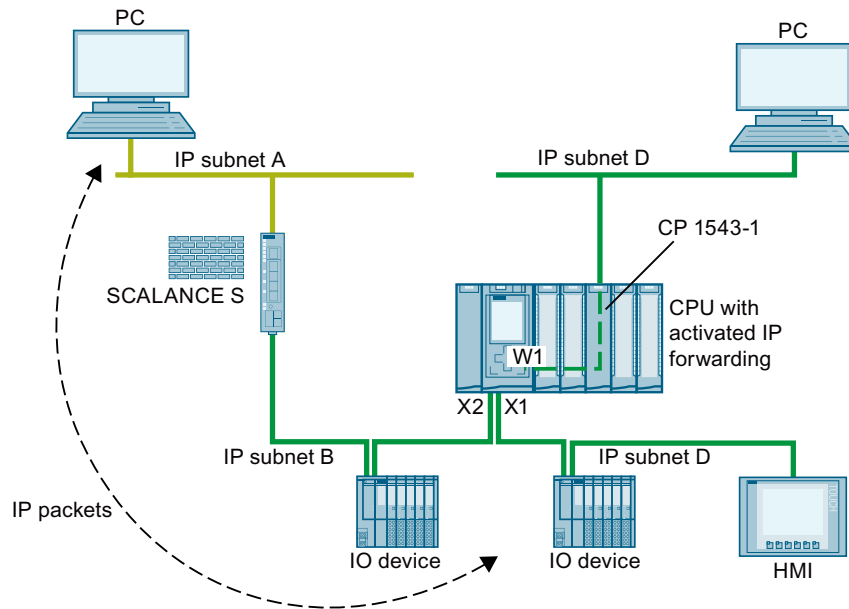 PC
PC
IP subnet A
IP subnet D
CP 1543-1
SCALANCE S
CPU with
activated IP
forwarding
W1
X2
X1
IP subnet B
IP subnet D
IP packets
IO device
IO device
HMI